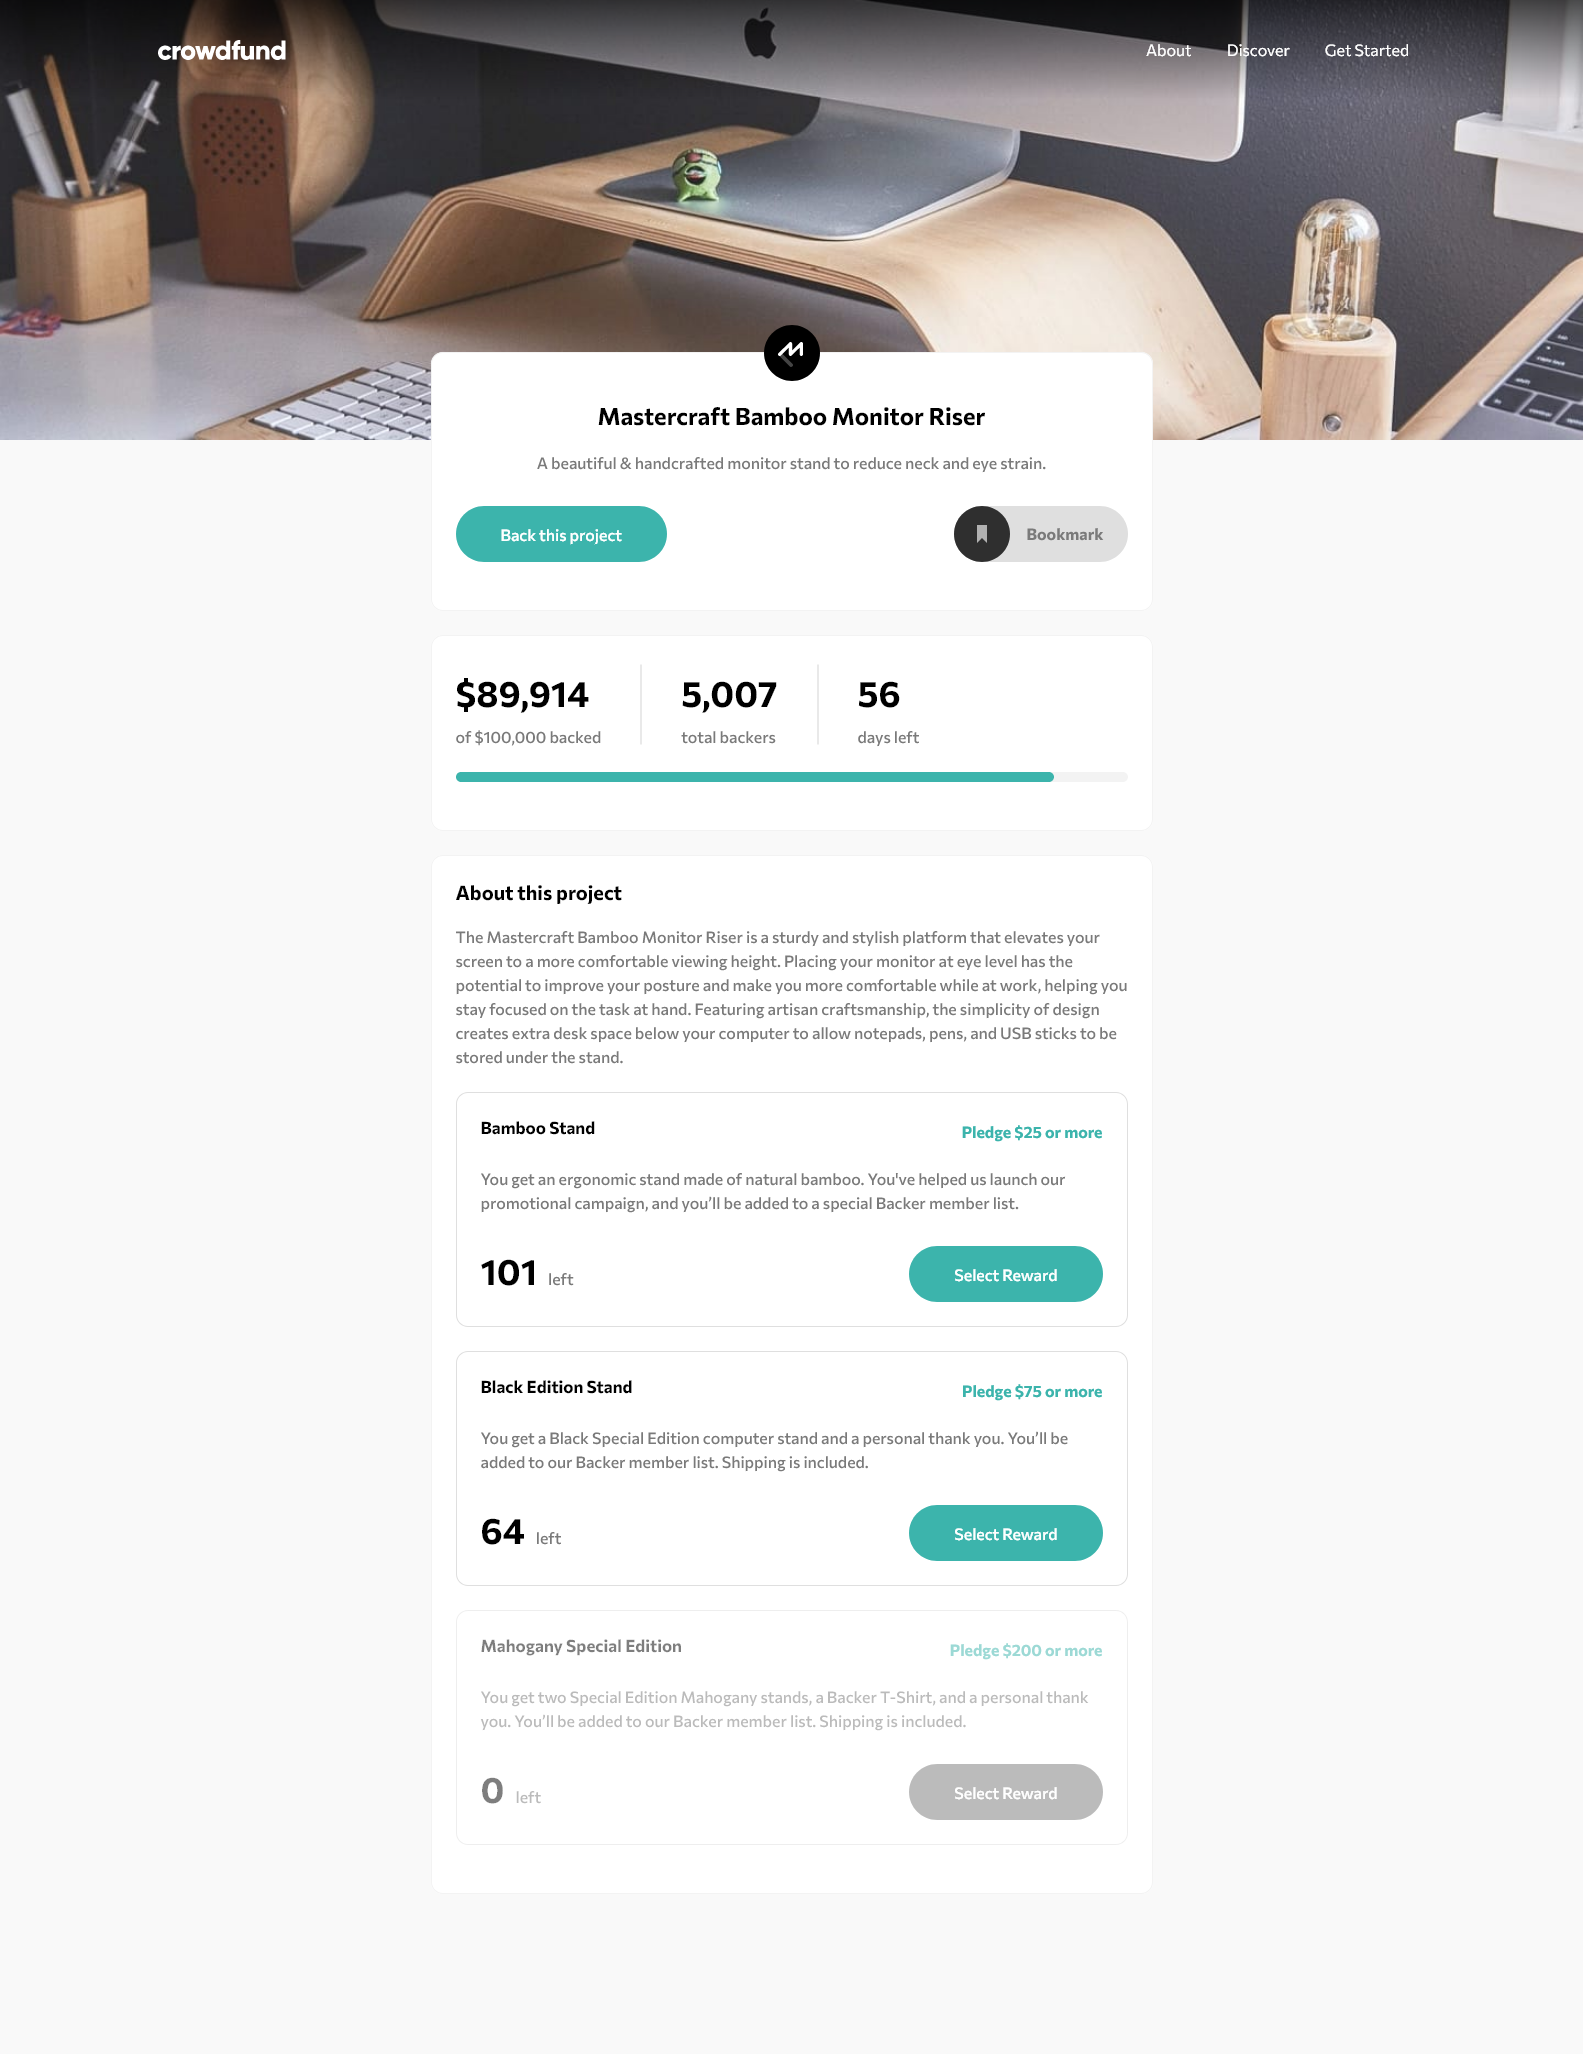 crowdfund
About
Discover
Get Started
Mastercraft Bamboo Monitor Riser
A beautiful & handcrafted monitor stand to reduce neck and eye strain.
Back this project
Bookmark
$89,914
of $100,000 backed
5,007
total backers
56
days left
About this project
The Mastercraft Bamboo Monitor Riser is a sturdy and stylish platform that elevates your
screen to a more comfortable viewing height. Placing your monitor at eye level has the
potential to improve your posture and make you more comfortable while at work, helping you
stay focused on the task at hand. Featuring artisan craftsmanship, the simplicity of design
creates extra desk space below your computer to allow notepads, pens, and USB sticks to be
stored under the stand.
Bamboo Stand
Pledge $25 or more
You get an ergonomic stand made of natural bamboo. You've helped us launch our
promotional campaign, and you’ll be added to a special Backer member list.
101 left
Select Reward
Black Edition Stand
Pledge $75 or more
You get a Black Special Edition computer stand and a personal thank you. You’ll be
added to our Backer member list. Shipping is included.
64 left
Select Reward
Mahogany Special Edition
Pledge $200 or more
You get two Special Edition Mahogany stands, a Backer T-Shirt, and a personal thank
you. You’ll be added to our Backer member list. Shipping is included.
0 left
Select Reward